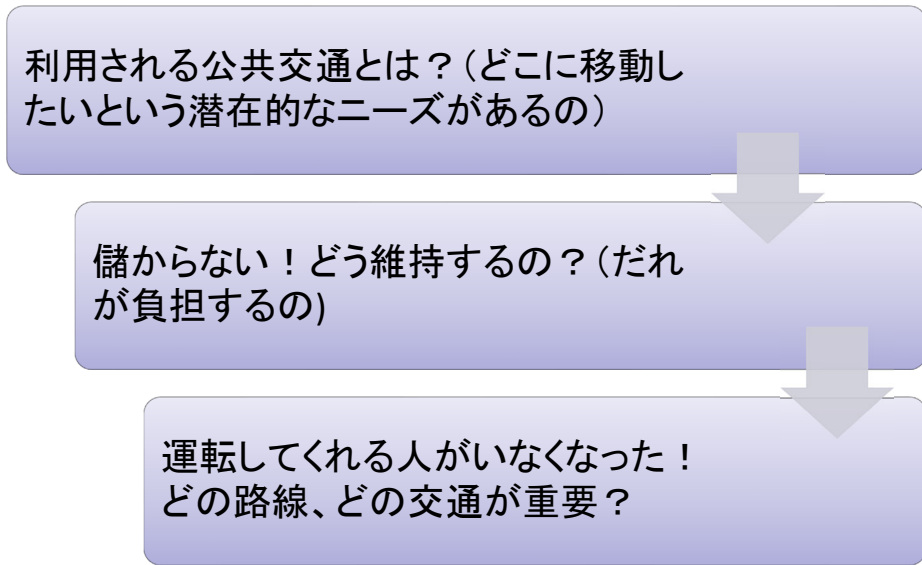 利用される公共交通とは？（どこに移動し
たいという潜在的なニーズがあるの）
儲からない！どう維持するの？（だれ
が負担するの)
運転してくれる人がいなくなった！
どの路線、どの交通が重要？